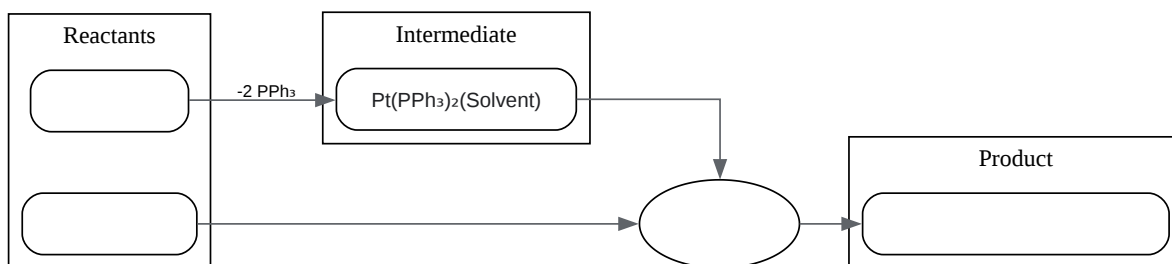 Reactants
Intermediate
-2 PPh₃
Pt(PPh₃)₂(Solvent)
Product